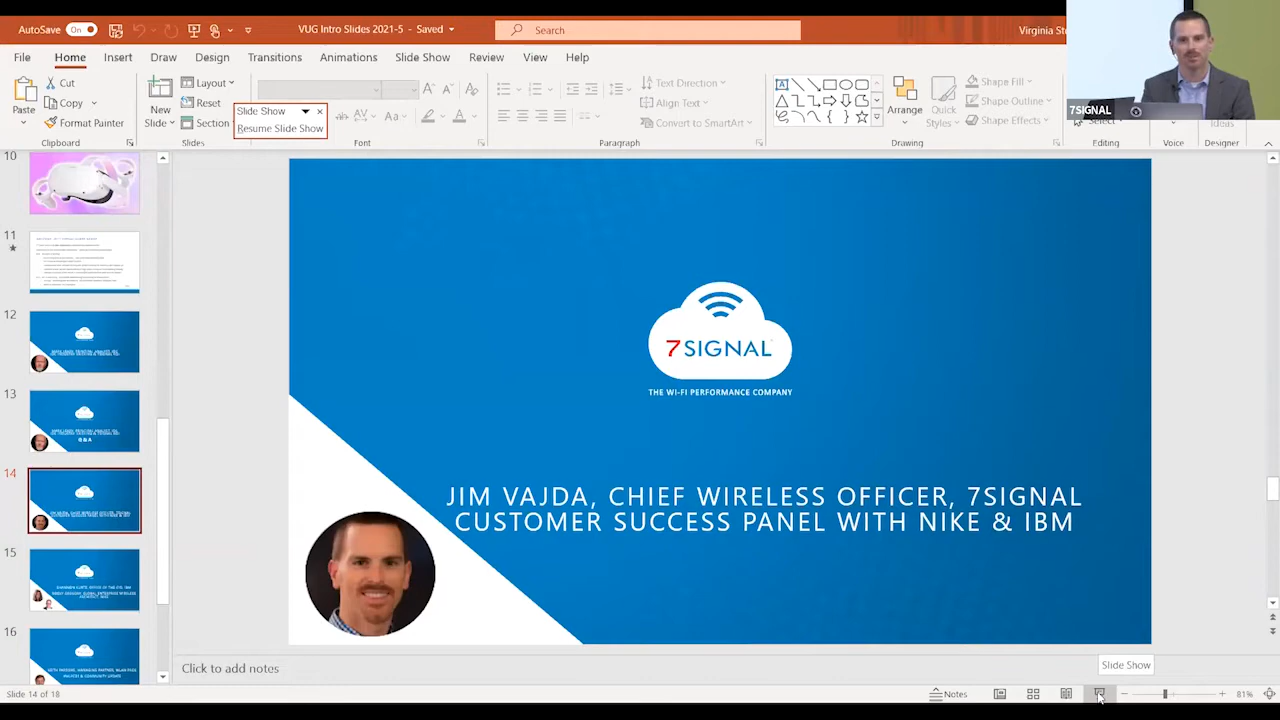 AutoSave On
VUG Intro Slides 2021-5 - Saved
Search
Virginia
7SIGNAL
File Home Insert Draw Design Transitions Animations Slide Show Review View Help
Paste
Cut
Copy
Format Painter
Clipboard
New
Slide
Layout
Reset
Section
Slides
Slide Show
Resume Slide Show
Font
Text Direction
Align Text
Convert to SmartArt
Paragraph
Arrange
Quick
Styles
Shape Fill
Shape Outline
Shape Effects
Drawing
Select
Editing
Voice
Ideas
Designer
10
11
12
13
Q&A
14
15
16
7SIGNAL
THE WI-FI PERFORMANCE COMPANY
JIM VAJDA, CHIEF WIRELESS OFFICER, 7SIGNAL
CUSTOMER SUCCESS PANEL WITH NIKE & IBM
Click to add notes
Slide Show
Slide 14 of 18
Notes
81%